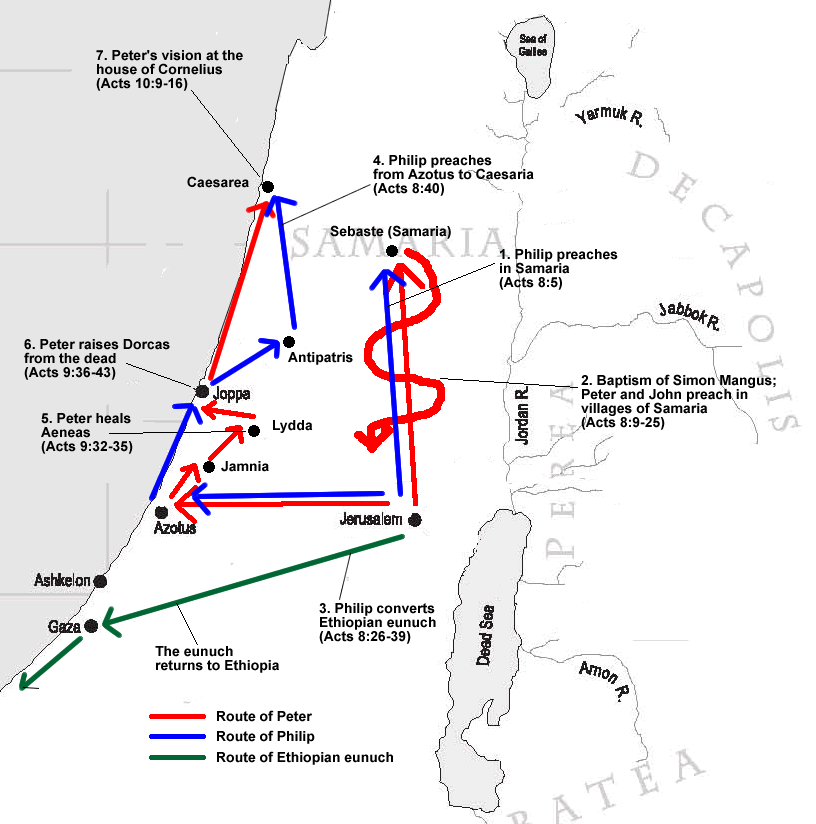 Sea of
Galilee
7. Peter's vision at the
house of Cornelius
(Acts 10:9-16)
Yarmuk R.
DECAPOLIS
4. Philip preaches
from Azotus to Caesaria
(Acts 8:40)
Caesarea
SAMARIA
Sebaste (Samaria)
1. Philip preaches
in Samaria
(Acts 8:5)
Jabbok R.
6. Peter raises Dorcas
from the dead
(Acts 9:36-43)
Antipatris
2. Baptism of Simon Mangus;
Peter and John preach in
villages of Samaria
(Acts 8:9-25)
Joppa
5. Peter heals
Aeneas
(Acts 9:32-35)
Lydda
Jordan R.
PEREA
Jamnia
Azotus
Jerusalem
Ashkelon
Gaza
3. Philip converts
Ethiopian eunuch
(Acts 8:26-39)
Dead Sea
The eunuch
returns to Ethiopia
Arnon R.
Route of Peter
Route of Philip
Route of Ethiopian eunuch
BATEA